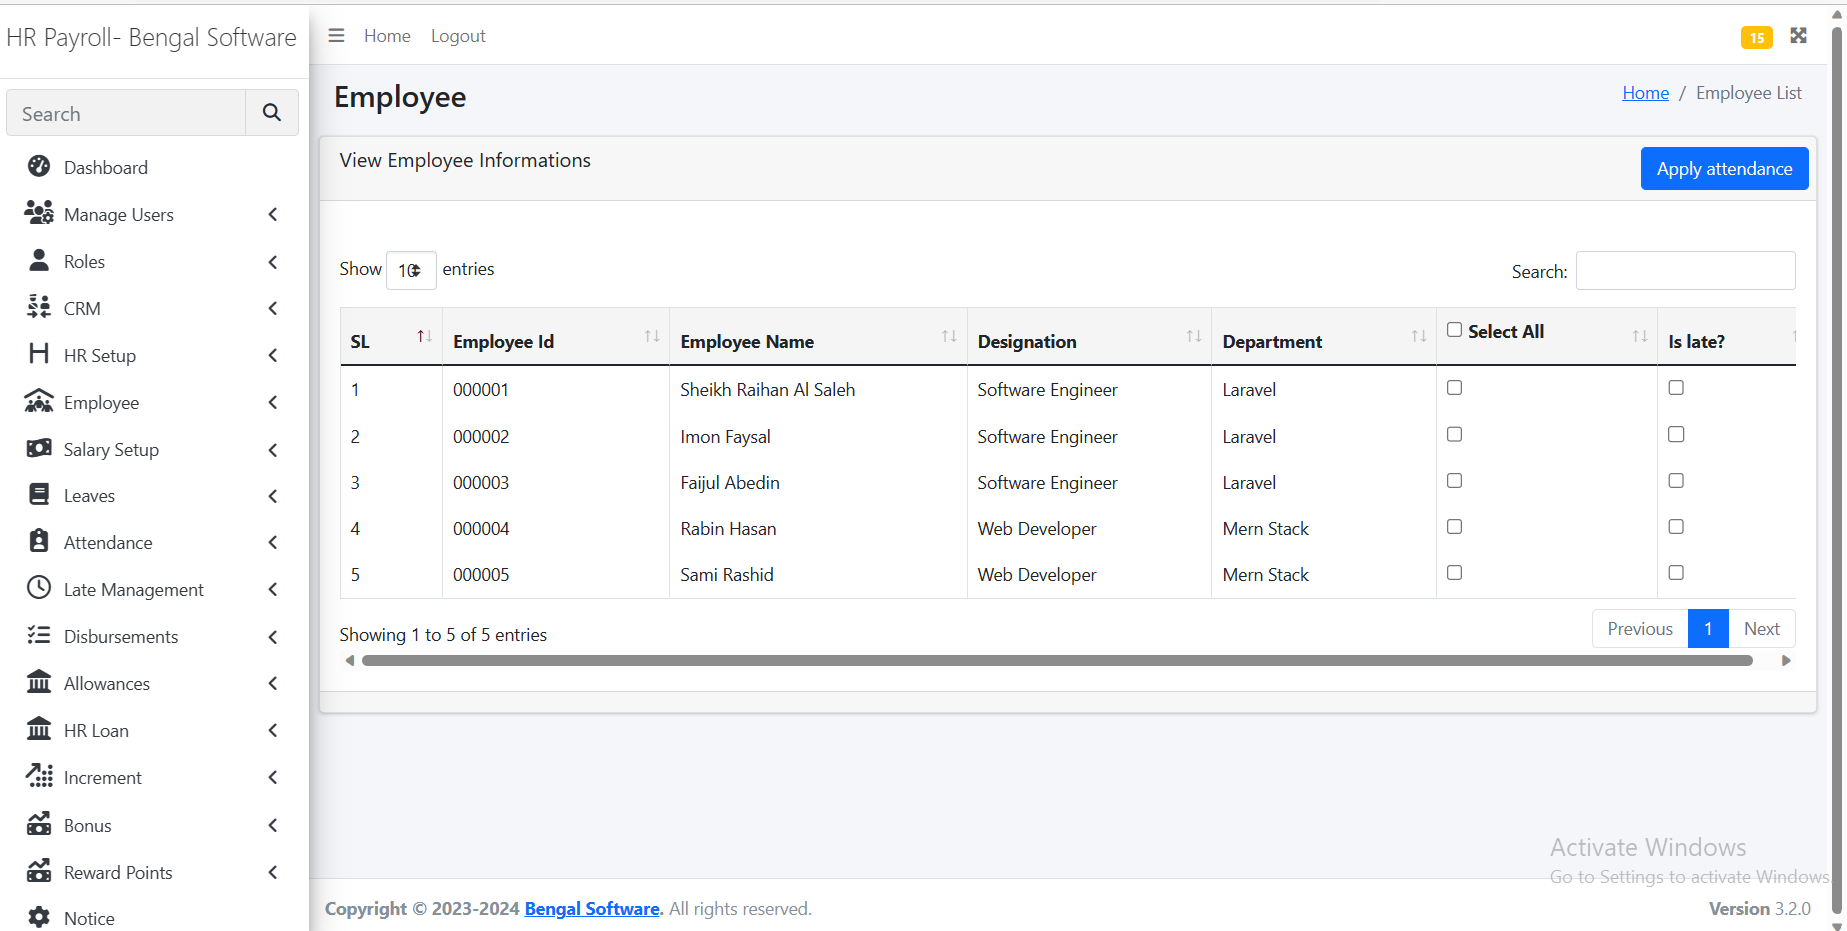 HR Payroll- Bengal Software
Home Logout
15
Search
Dashboard
Manage Users
Roles
CRM
HR Setup
Employee
Salary Setup
Leaves
Attendance
Late Management
Disbursements
Allowances
HR Loan
Increment
Bonus
Reward Points
Notice
Employee
Home / Employee List
View Employee Informations
Apply attendance
Show 10 entries
Search:
SL Employee Id Employee Name Designation Department Select All Is late?
1 000001 Sheikh Raihan Al Saleh Software Engineer Laravel
2 000002 Imon Faysal Software Engineer Laravel
3 000003 Faijul Abedin Software Engineer Laravel
4 000004 Rabin Hasan Web Developer Mern Stack
5 000005 Sami Rashid Web Developer Mern Stack
Showing 1 to 5 of 5 entries
Previous 1 Next
Activate Windows
Go to Settings to activate Windows.
Copyright © 2023-2024 Bengal Software. All rights reserved.
Version 3.2.0